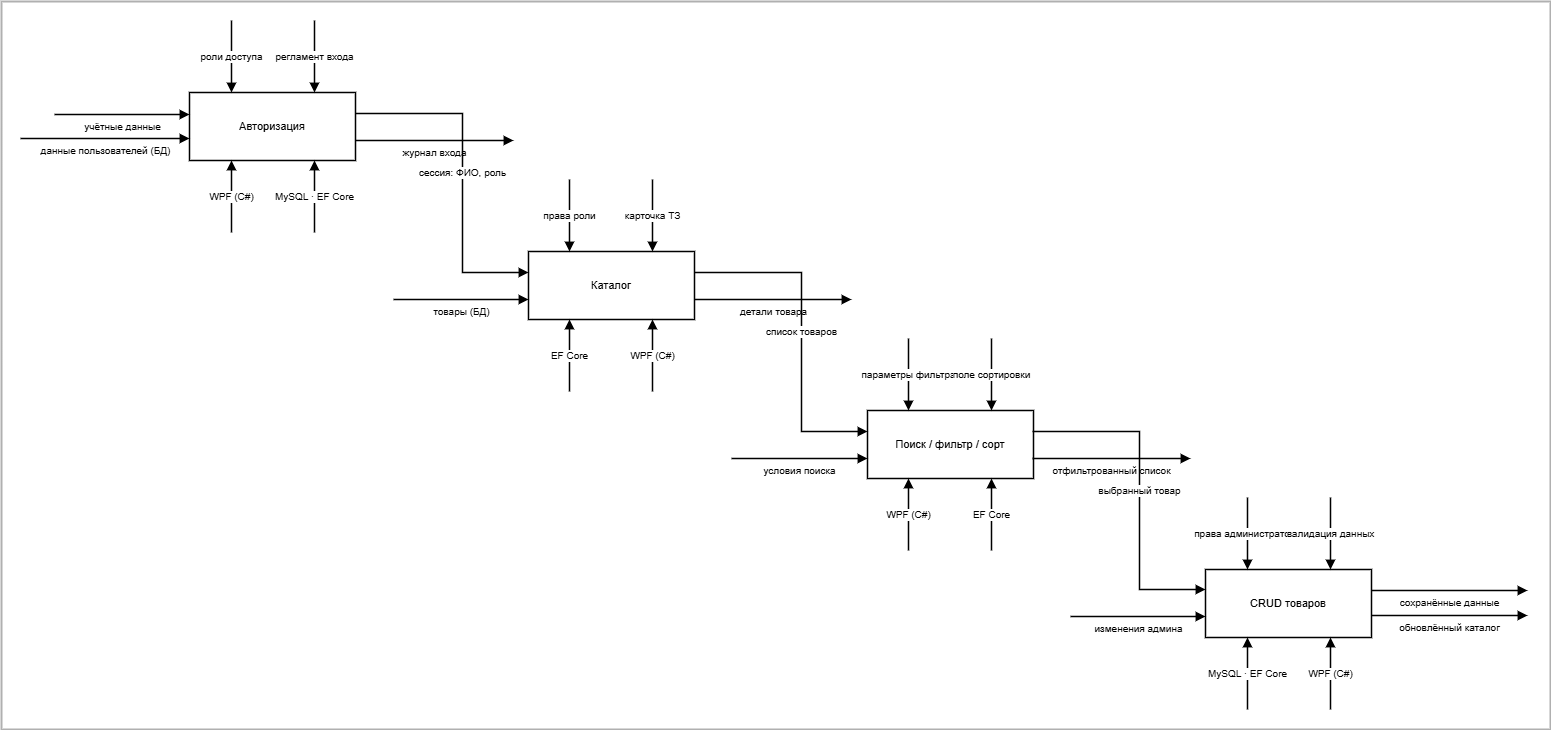 роли доступа
регламент входа
учётные данные
Авторизация
данные пользователей (БД)
журнал входа
сессия: ФИО, роль
WPF (C#)
MySQL · EF Core
права роли
карточка ТЗ
Каталог
товары (БД)
детали товара
список товаров
EF Core
WPF (C#)
параметры фильтра
поле сортировки
Поиск / фильтр / сорт
условия поиска
отфильтрованный список
выбранный товар
WPF (C#)
EF Core
права администрат
валидация данных
CRUD товаров
сохранённые данные
изменения админа
обновлённый каталог
MySQL · EF Core
WPF (C#)